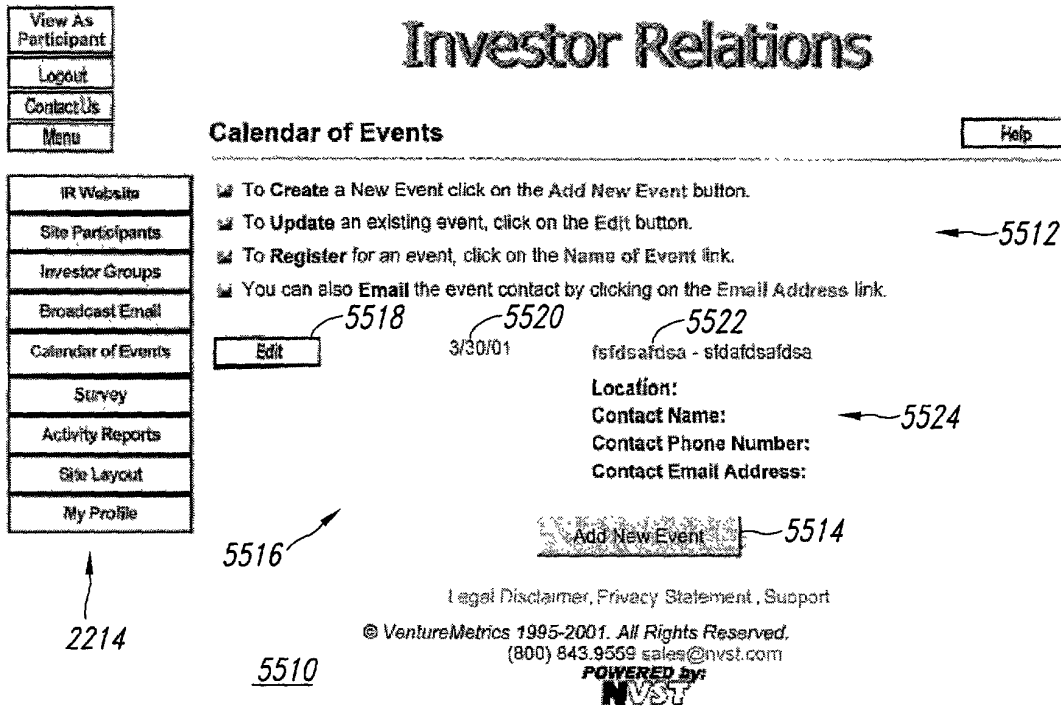 View As
Participant
Logout
Contact Us
Menu
Investor Relations
Calendar of Events
Help
IR Website
Site Participants
Investor Groups
Broadcast Email
Calendar of Events
Survey
Activity Reports
Site Layout
My Profile
2214
To Create a New Event click on the Add New Event button.
To Update an existing event, click on the Edit button.
To Register for an event, click on the Name of Event link.
You can also Email the event contact by clicking on the Email Address link.
5512
5518
5520
5522
Edit
3/30/01
fsfdsafdsa - sfdafdsafdsa
Location:
Contact Name:
Contact Phone Number:
Contact Email Address:
5524
5516
Add New Event
5514
Legal Disclaimer, Privacy Statement, Support
© VentureMetrics 1995-2001. All Rights Reserved.
(800) 843.9559 sales@nvst.com
POWERED by:
NVST
5510